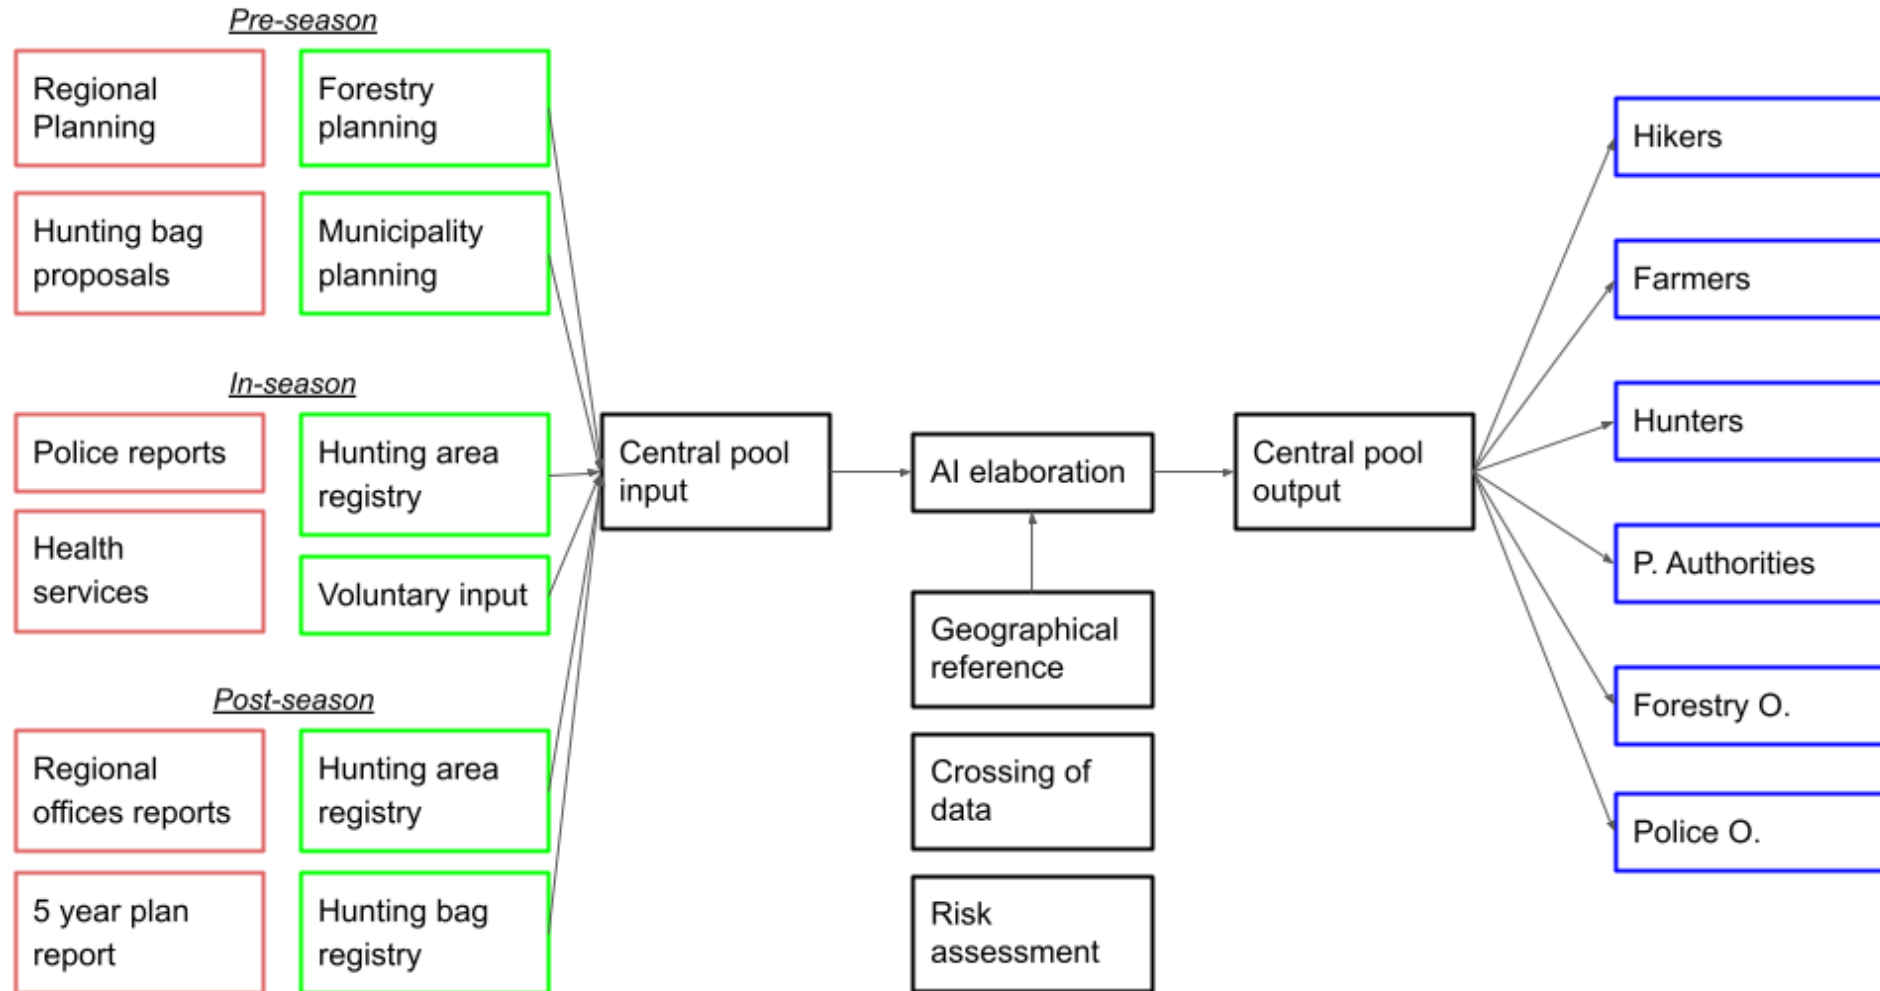 Pre-season
Regional
Planning
Forestry
planning
Hunting bag
proposals
Municipality
planning
In-season
Police reports
Hunting area
registry
Health
services
Voluntary input
Post-season
Regional
offices reports
Hunting area
registry
5 year plan
report
Hunting bag
registry
Central pool
input
AI elaboration
Geographical
reference
Crossing of
data
Risk
assessment
Central pool
output
Hikers
Farmers
Hunters
P. Authorities
Forestry O.
Police O.